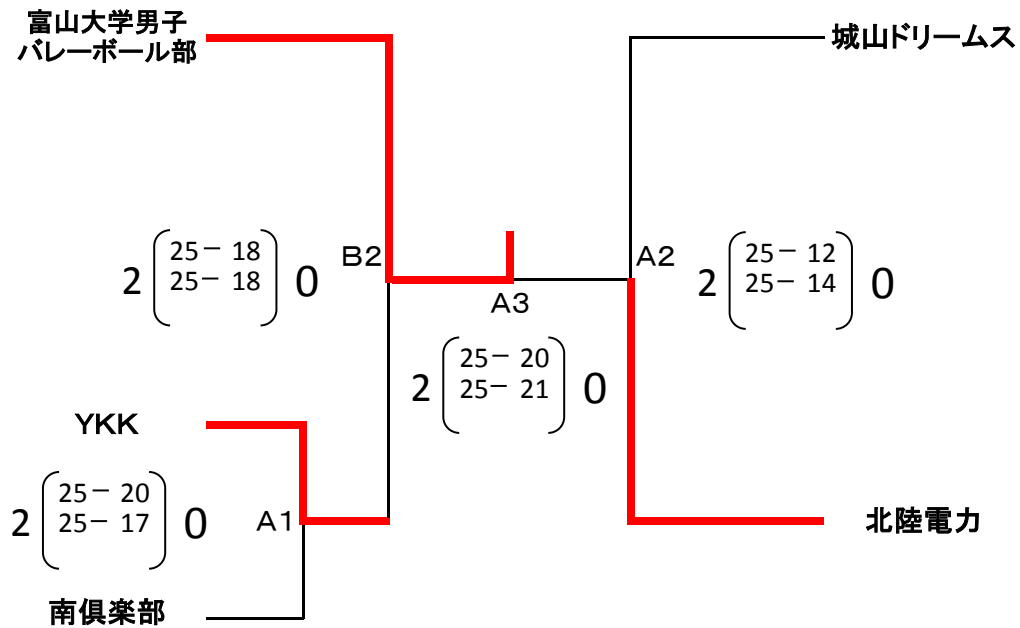 富山大学男子
バレーボール部
城山ドリームス
B2
2 25－ 18 0
25－ 18
A2
2 25－ 12 0
25－ 14
A3
2 25－ 20 0
25－ 21
YKK
2 25－ 20 0
25－ 17
A1
北陸電力
南倶楽部